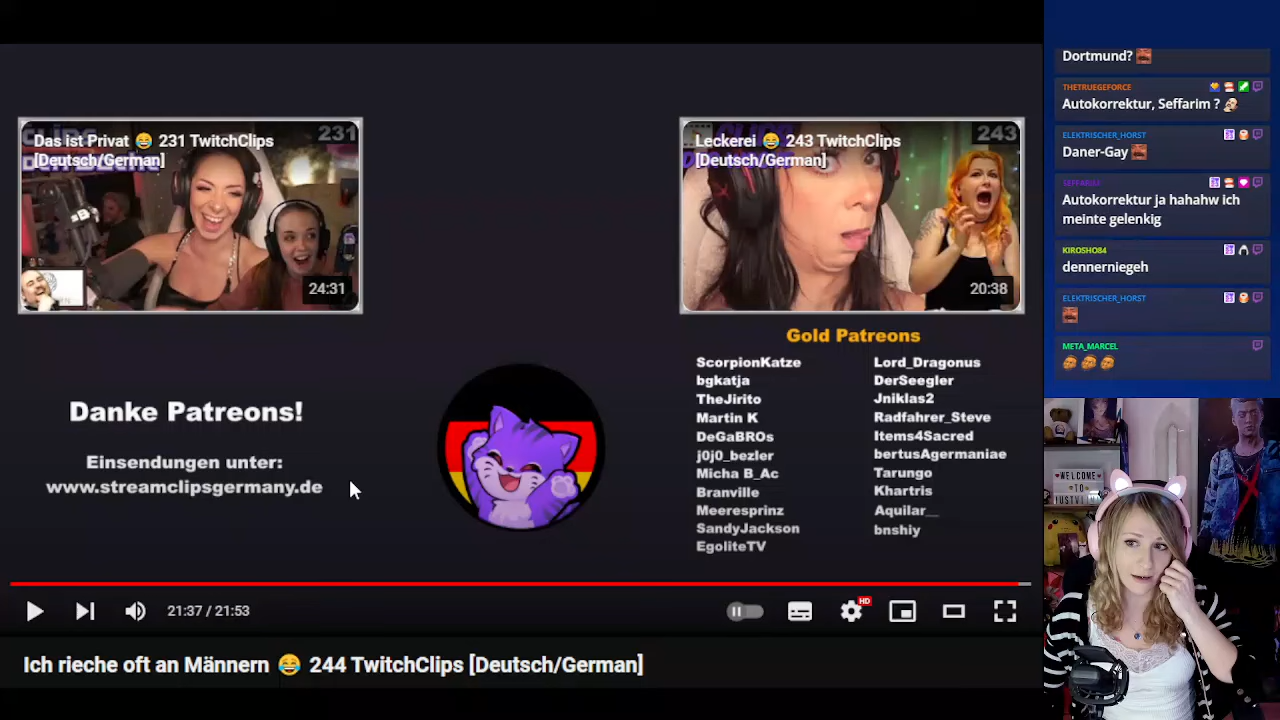 Das ist Privat 😂 231 TwitchClips
[Deutsch/German]
231
24:31
Leckerei 😂 243 TwitchClips
[Deutsch/German]
243
20:38
Gold Patreons
ScorpionKatze
bgkatja
TheJirito
Martin K
DeGaBROs
j0j0_bezler
Micha B_Ac
Branville
Meeresprinz
SandyJackson
EgoliteTV
Lord_Dragonus
DerSeegler
Jniklas2
Radfahrer_Steve
Items4Sacred
bertusAgermaniae
Tarungo
Khartris
Aquilar__
bnshiy
Danke Patreons!
Einsendungen unter:
www.streamclipsgermany.de
21:37 / 21:53
HD
Ich rieche oft an Männern 😂 244 TwitchClips [Deutsch/German]
Dortmund?
THETRUEGEFORCE
Autokorrektur, Seffarim ?
ELEKTRISCHER_HORST
Daner-Gay
Autokorrektur ja hahahw ich
meinte gelenkig
KIROSHO84
dennerniegeh
ELEKTRISCHER_HORST
META_MARCEL
WELCOME
TO